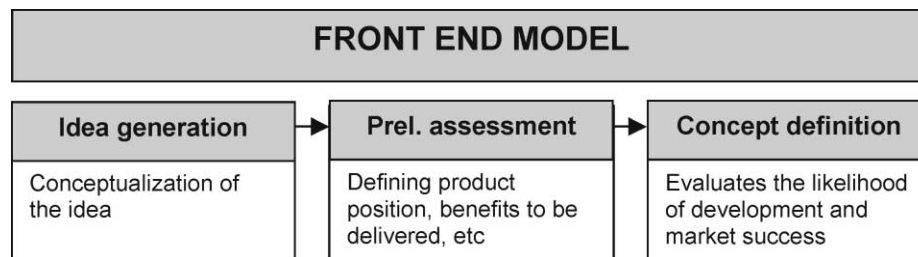 FRONT END MODEL
Idea generation
Conceptualization of
the idea
Prel. assessment
Defining product
position, benefits to be
delivered, etc
Concept definition
Evaluates the likelihood
of development and
market success